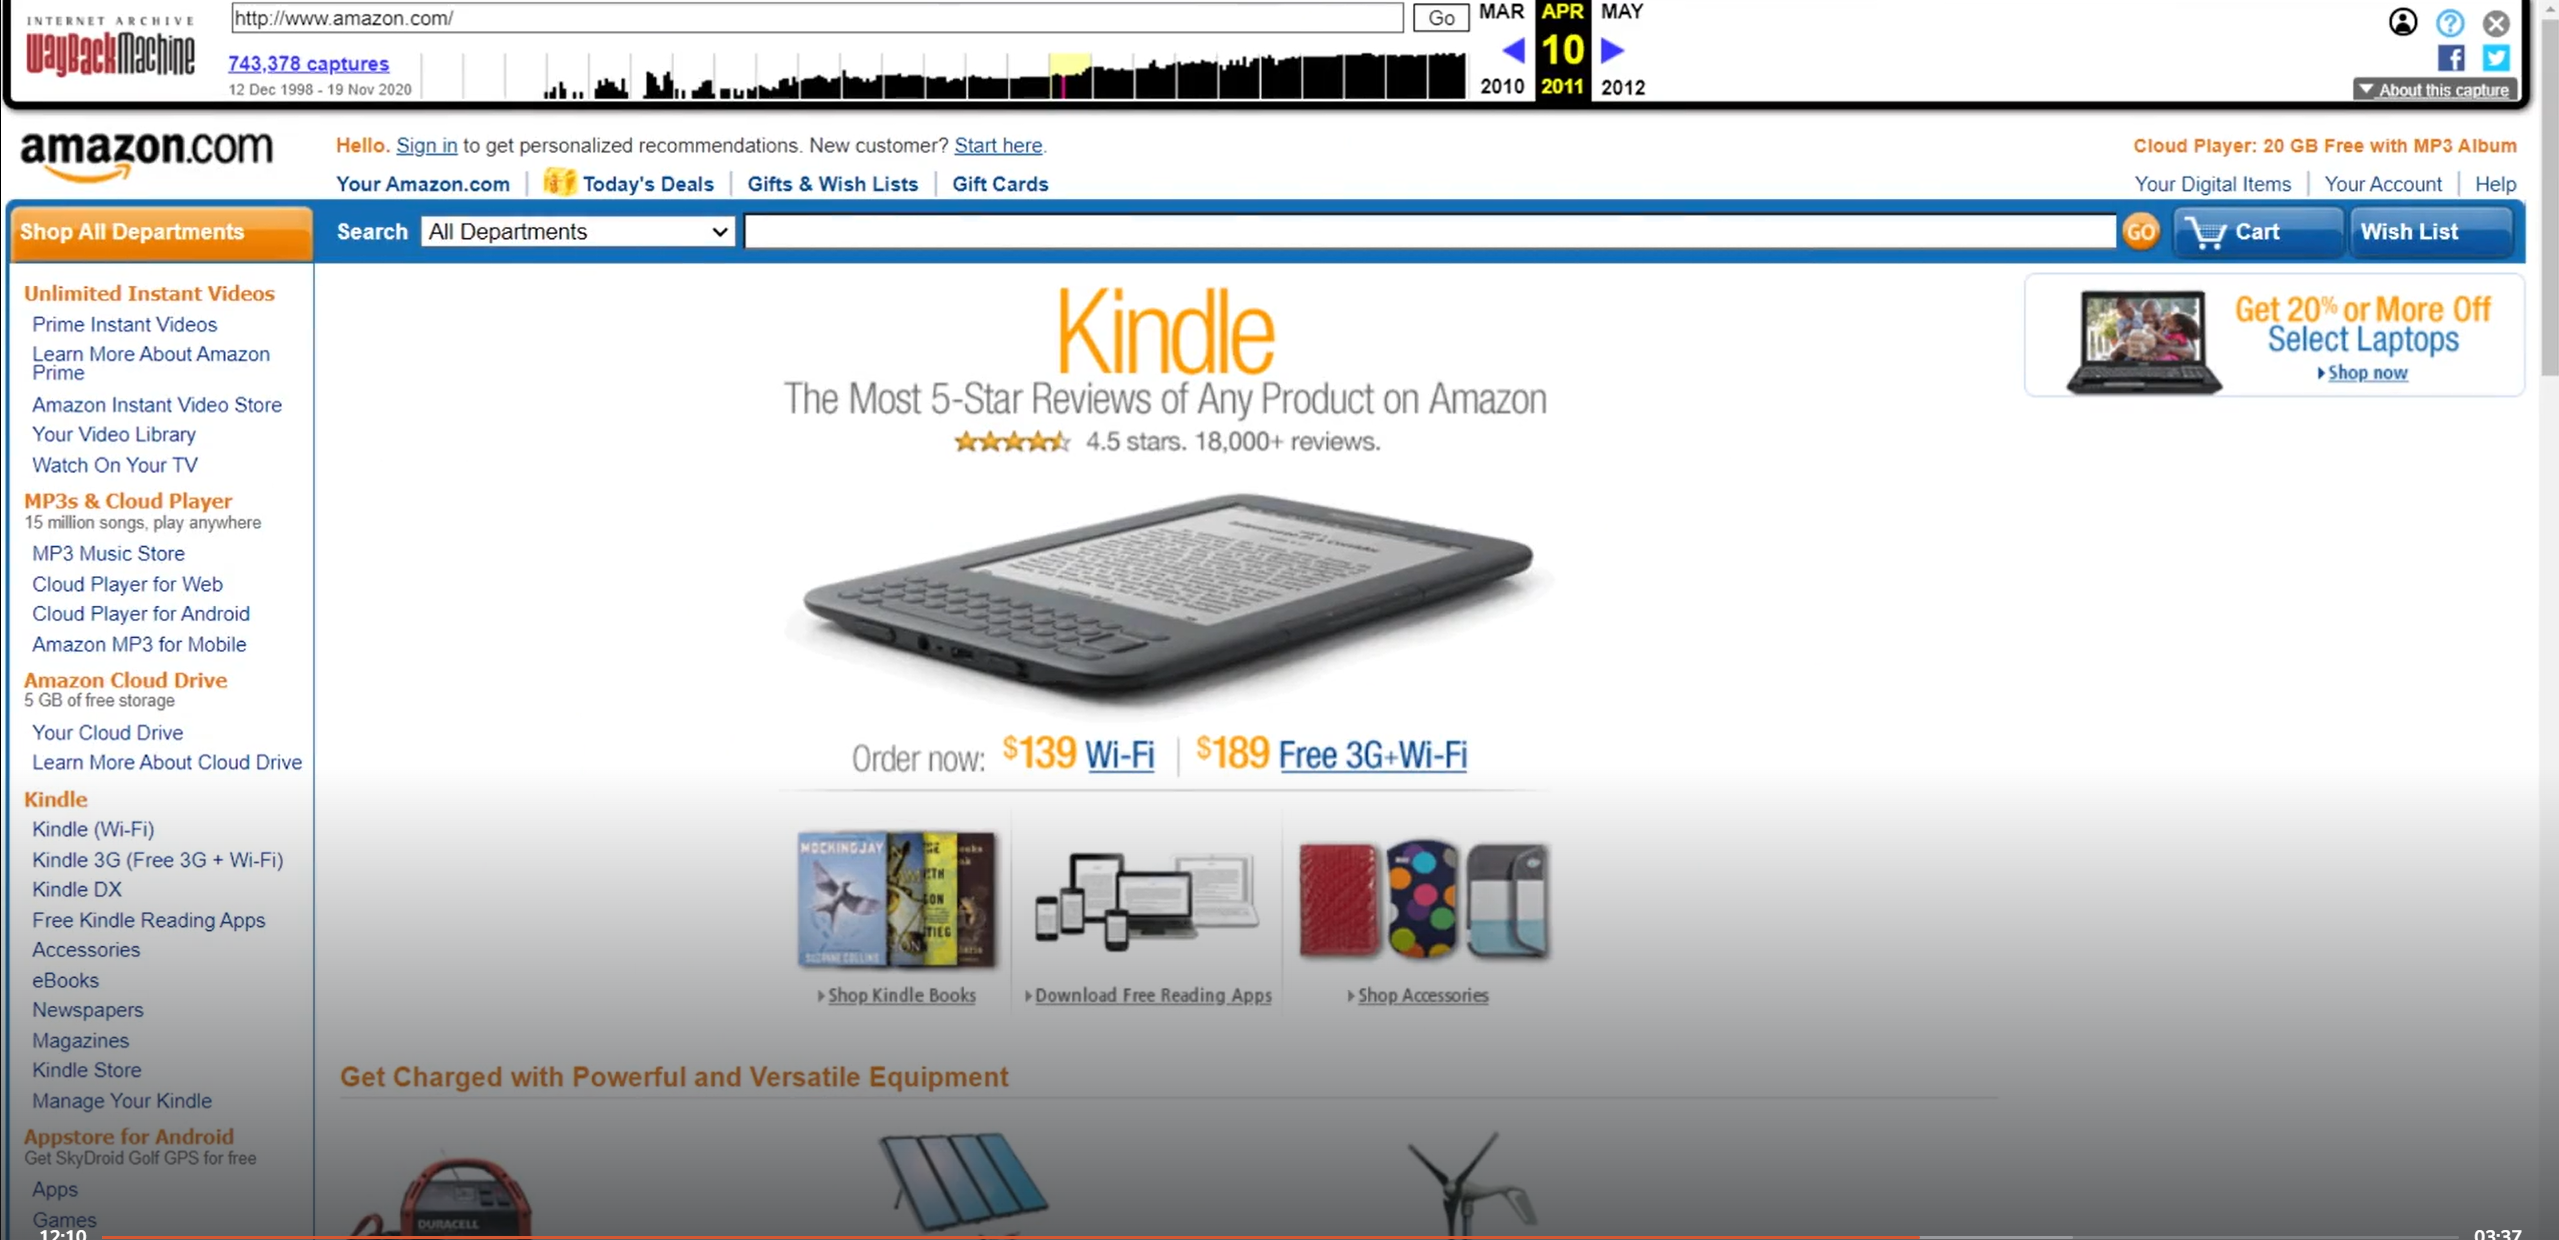 INTERNET ARCHIVE
WayBackMachine
http://www.amazon.com/
Go
743,378 captures
12 Dec 1998 - 19 Nov 2020
MAR APR MAY
10
2010 2011 2012
About this capture
amazon.com
Hello. Sign in to get personalized recommendations. New customer? Start here.
Cloud Player: 20 GB Free with MP3 Album
Your Amazon.com Today's Deals Gifts & Wish Lists Gift Cards
Your Digital Items Your Account Help
Shop All Departments
Search All Departments
GO
Cart
Wish List
Unlimited Instant Videos
Prime Instant Videos
Learn More About Amazon
Prime
Amazon Instant Video Store
Your Video Library
Watch On Your TV
MP3s & Cloud Player
15 million songs, play anywhere
MP3 Music Store
Cloud Player for Web
Cloud Player for Android
Amazon MP3 for Mobile
Amazon Cloud Drive
5 GB of free storage
Your Cloud Drive
Learn More About Cloud Drive
Kindle
Kindle (Wi-Fi)
Kindle 3G (Free 3G + Wi-Fi)
Kindle DX
Free Kindle Reading Apps
Accessories
eBooks
Newspapers
Magazines
Kindle Store
Manage Your Kindle
Appstore for Android
Get SkyDroid Golf GPS for free
Apps
Games
Kindle
The Most 5-Star Reviews of Any Product on Amazon
4.5 stars. 18,000+ reviews.
Order now: $139 Wi-Fi $189 Free 3G+Wi-Fi
MOCKINGJAY
SUZANNE COLLINS
Shop Kindle Books
Download Free Reading Apps
Shop Accessories
Get 20% or More Off
Select Laptops
Shop now
Get Charged with Powerful and Versatile Equipment
DURACELL
12:10
03:37